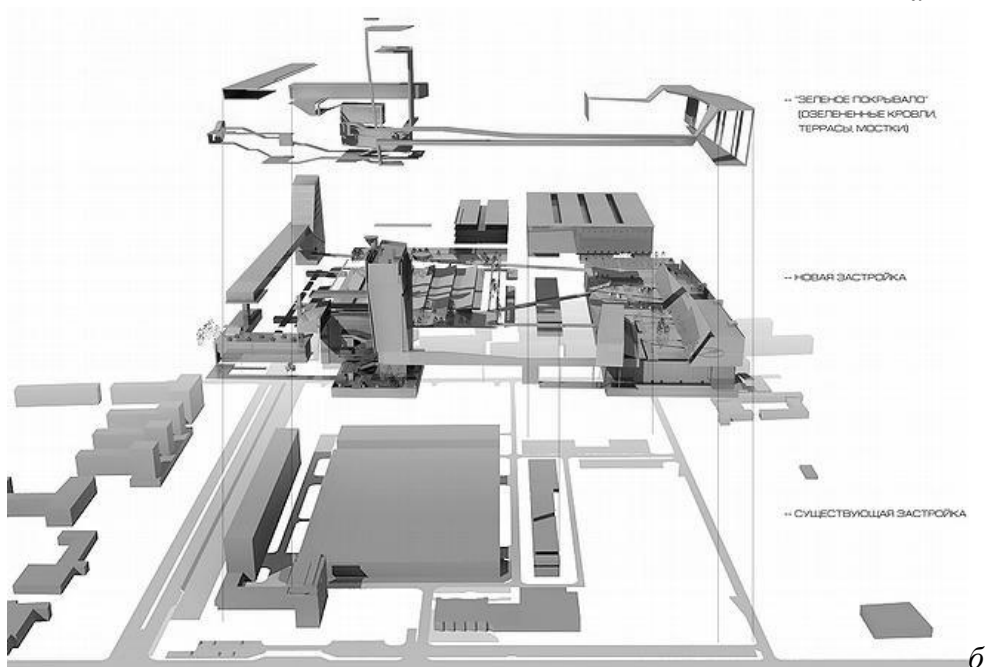 -- "ЗЕЛЕНОЕ ПОКРЫВАЛО"
(ОЗЕЛЕНЕННЫЕ КРОВЛИ,
ТЕРРАСЫ, МОСТКИ)
-- НОВАЯ ЗАСТРОЙКА
-- СУЩЕСТВУЮЩАЯ ЗАСТРОЙКА
б